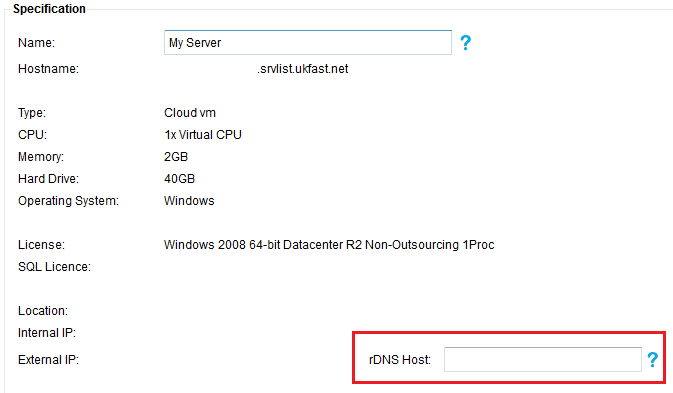 Specification
Name: My Server ?
Hostname: .srvlist.ukfast.net
Type: Cloud vm
CPU: 1x Virtual CPU
Memory: 2GB
Hard Drive: 40GB
Operating System: Windows
License: Windows 2008 64-bit Datacenter R2 Non-Outsourcing 1Proc
SQL Licence:
Location:
Internal IP:
External IP: rDNS Host: ?